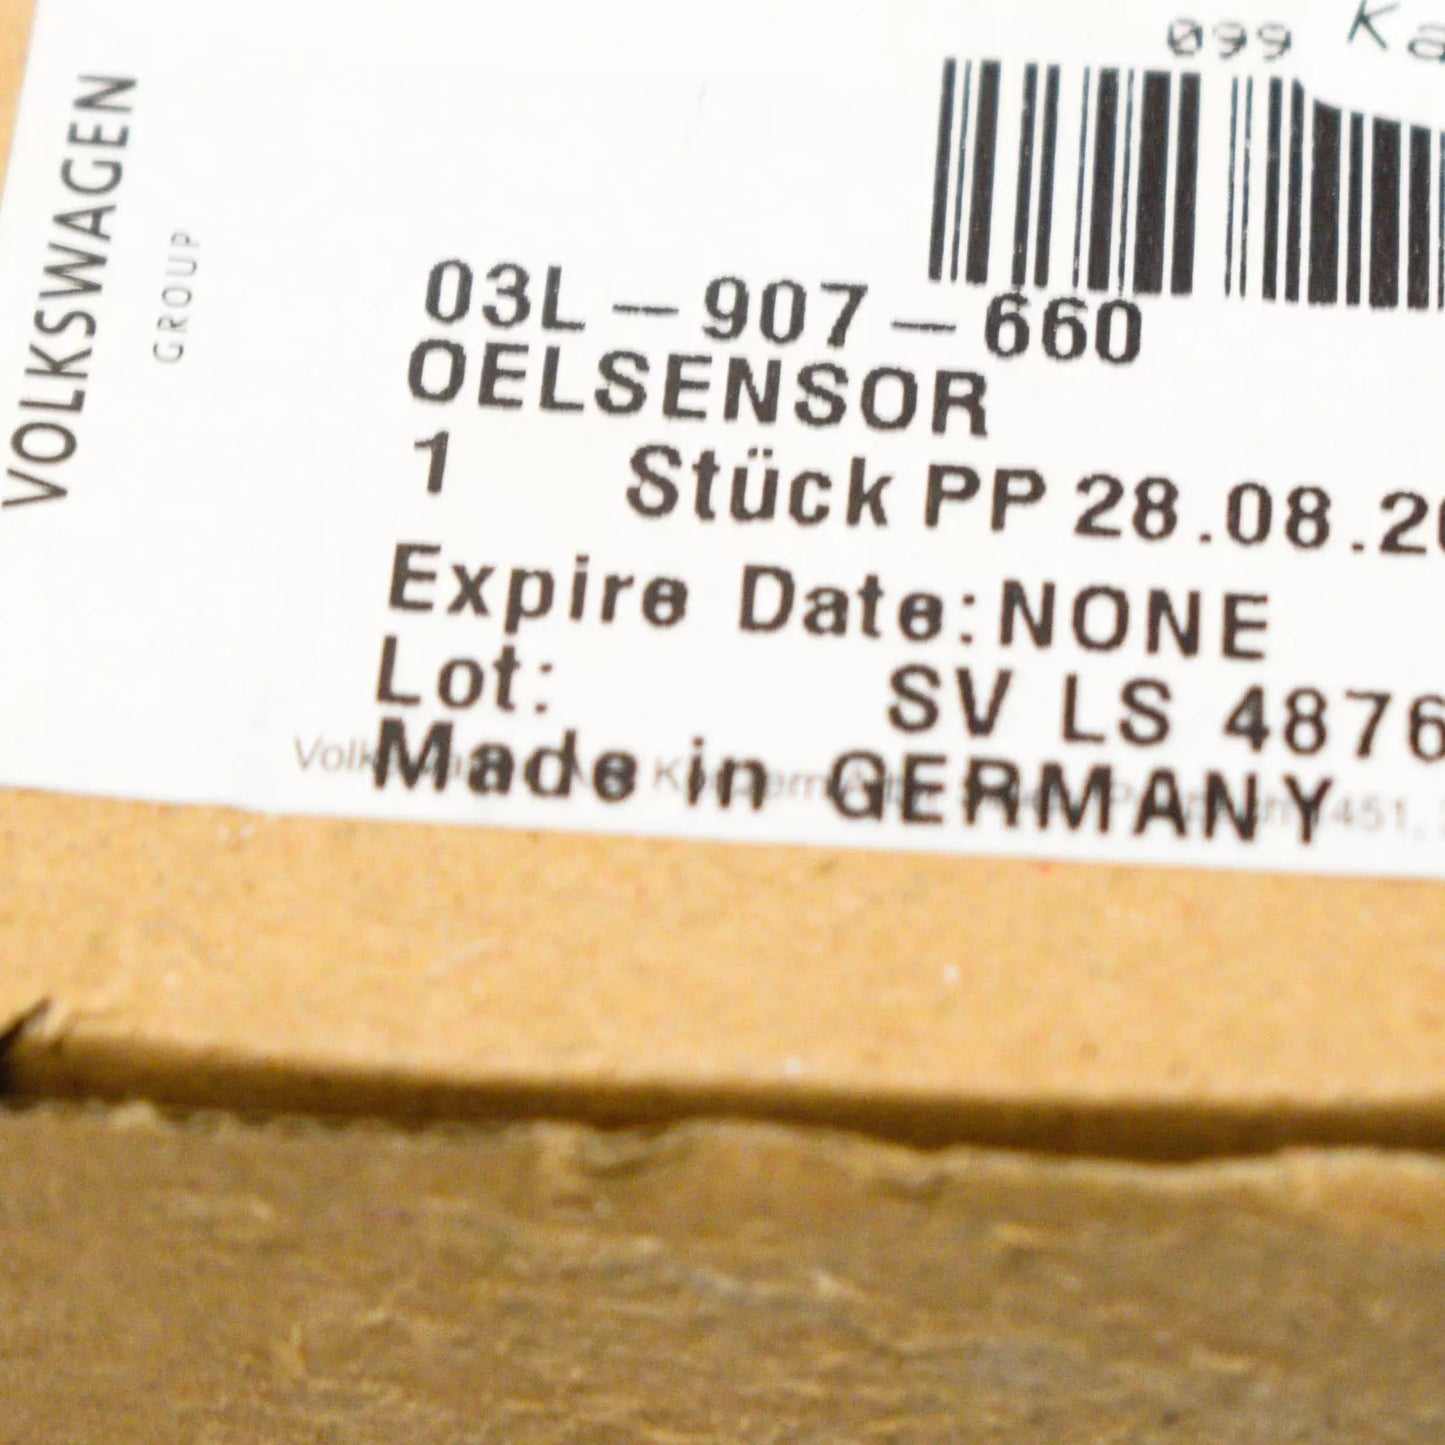 VOLKSWAGEN
GROUP
099 Ka
03L-907-660
OELSENSOR
1 Stück PP 28.08.20
Expire Date:NONE
Lot: SV LS 4876
Made in GERMANY
451,